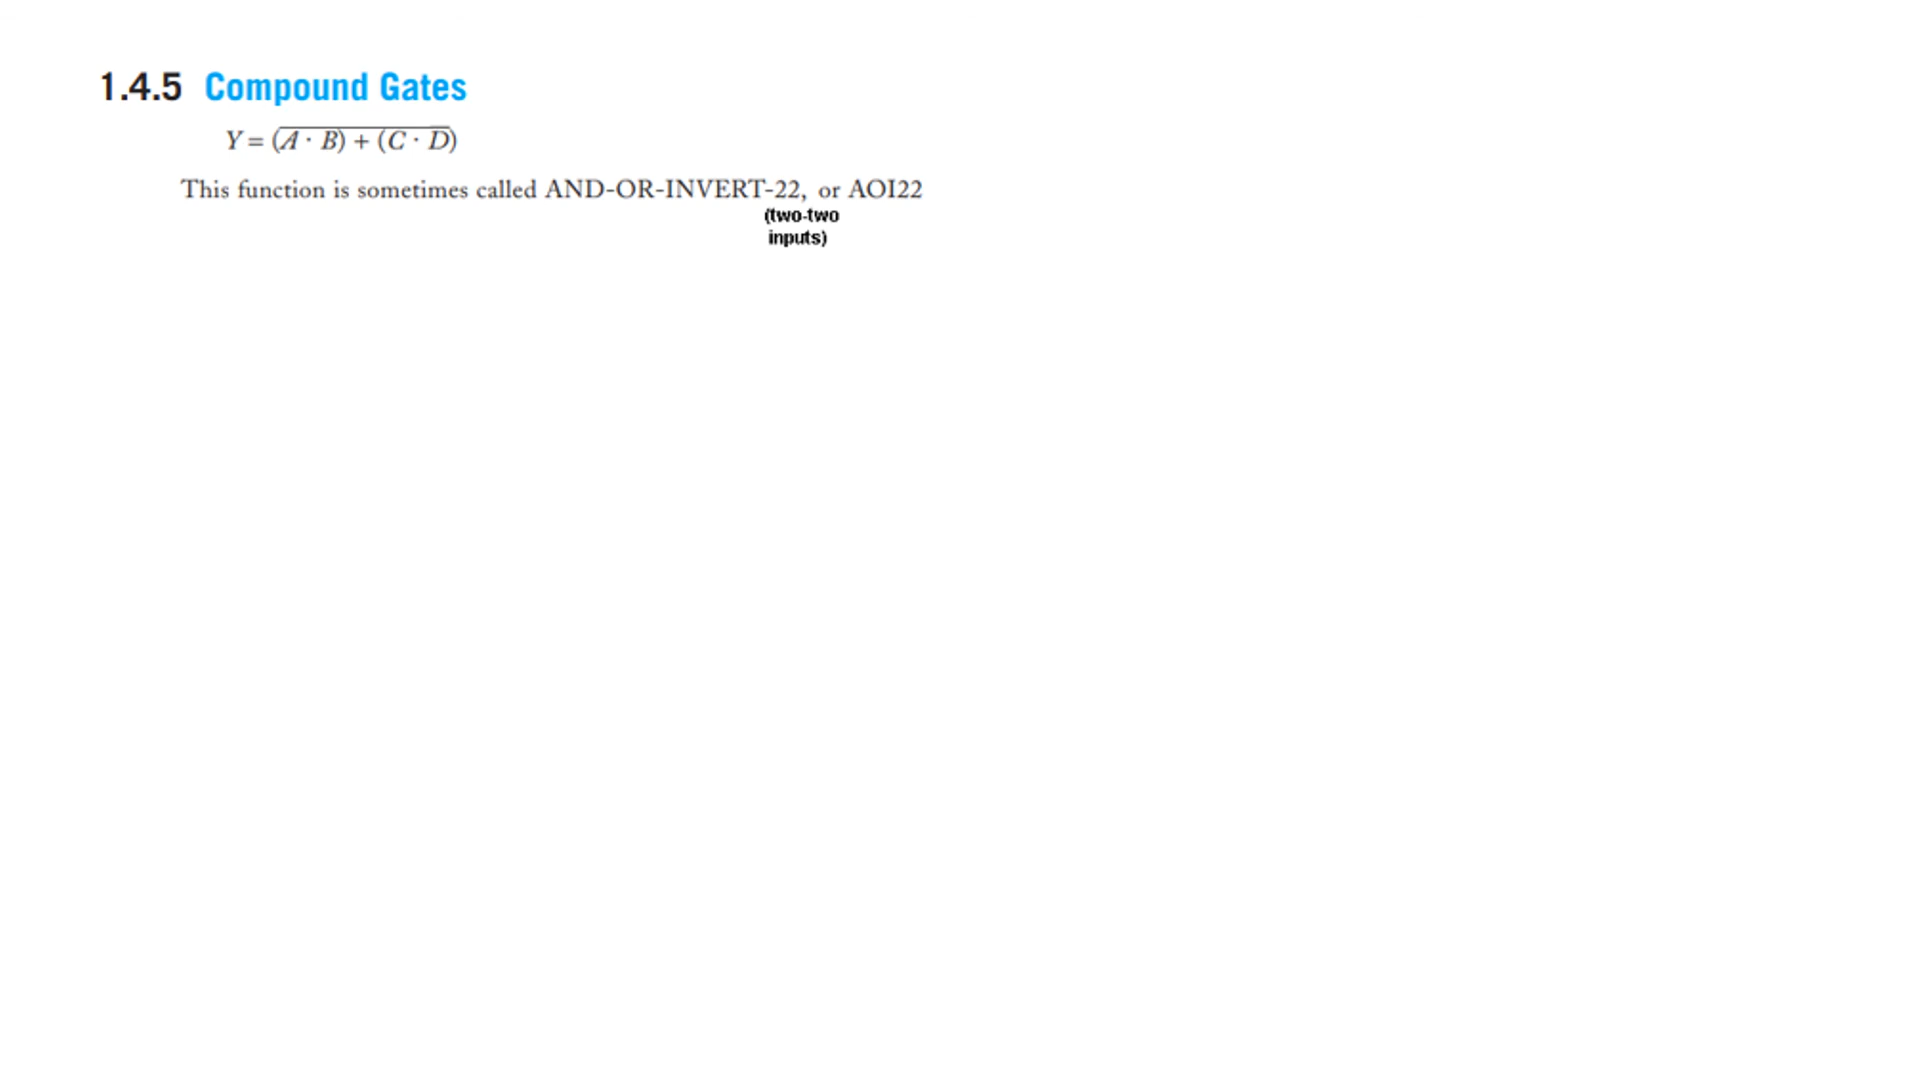 1.4.5 Compound Gates
Y = (A · B) + (C · D)
This function is sometimes called AND-OR-INVERT-22, or AOI22
(two-two
inputs)